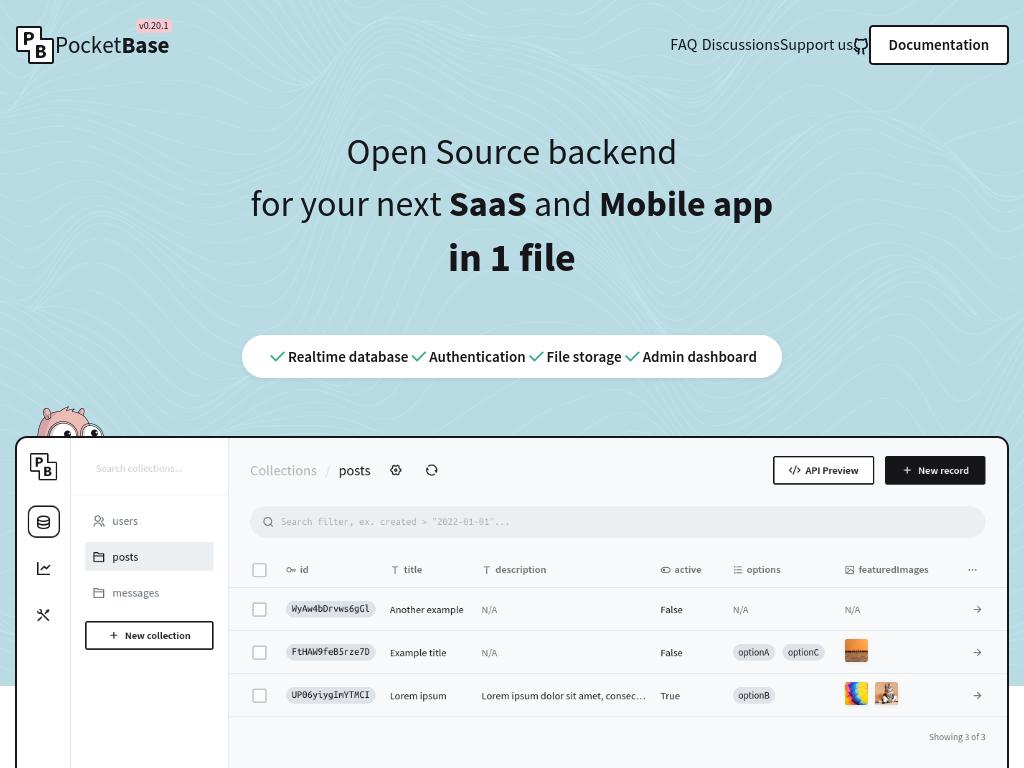 v0.20.1
PB PocketBase
FAQ Discussions Support us Documentation
Open Source backend
for your next SaaS and Mobile app
in 1 file
Realtime database Authentication File storage Admin dashboard
PB
Search collections...
Collections / posts API Preview New record
users
posts
messages
New collection
Search filter, ex. created > "2022-01-01"...
id title description active options featuredImages
WyAw4bDrvws6gGl Another example N/A False N/A N/A
FtHAW9feB5rze7D Example title N/A False optionA optionC
UP06yiygImYTMCI Lorem ipsum Lorem ipsum dolor sit amet, consec... True optionB
Showing 3 of 3